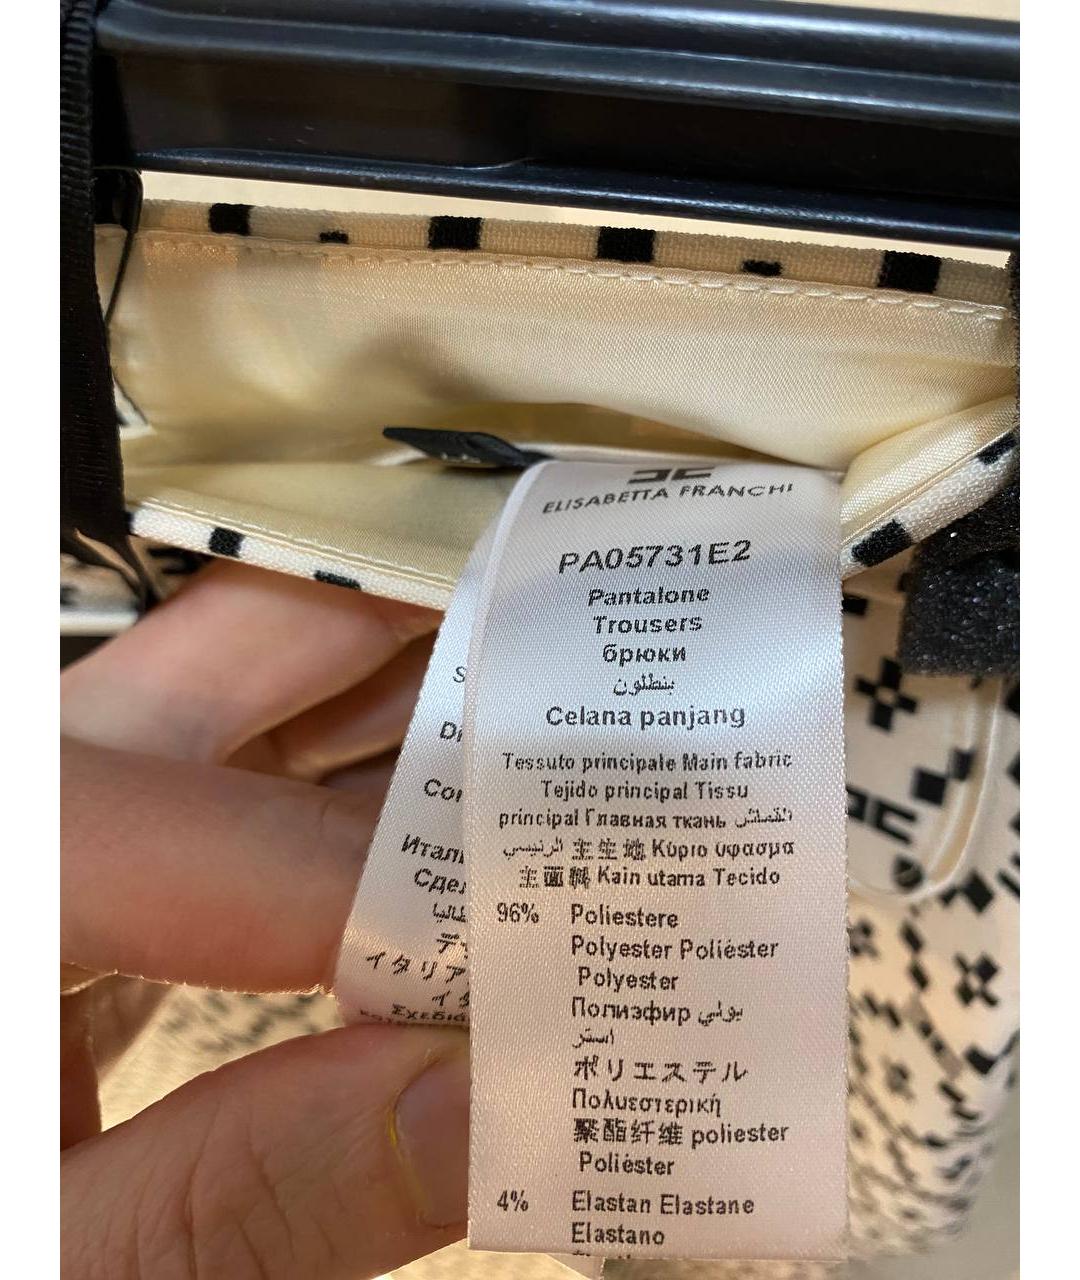 ELISABETTA FRANCHI
PA05731E2
Pantalone
Trousers
брюки
بنطلون
Celana panjang
Tessuto principale Main fabric
Tejido principal Tissu
principal Главная ткань القماش
الرئيسي 主生地 Κύριο ύφασμα
主面料 Kain utama Tecido
96% Poliestere
Polyester Poliéster
Polyester
Полиэфир بولي
استر
ポリエステル
Πολυεστερική
聚酯纤维 poliester
Poliéster
4% Elastan Elastane
Elastano